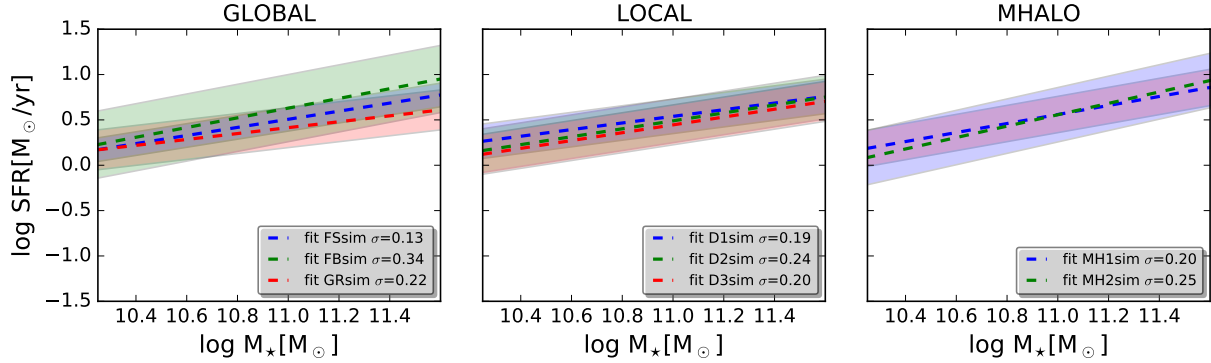 GLOBAL
LOCAL
MHALO
log SFR[M⊙/yr]
1.5
1.0
0.5
0.0
−0.5
−1.0
−1.5
fit FSsim σ=0.13
fit FBsim σ=0.34
fit GRsim σ=0.22
fit D1sim σ=0.19
fit D2sim σ=0.24
fit D3sim σ=0.20
fit MH1sim σ=0.20
fit MH2sim σ=0.25
10.4 10.6 10.8 11.0 11.2 11.4
10.4 10.6 10.8 11.0 11.2 11.4
10.4 10.6 10.8 11.0 11.2 11.4
log M⋆[M⊙]
log M⋆[M⊙]
log M⋆[M⊙]